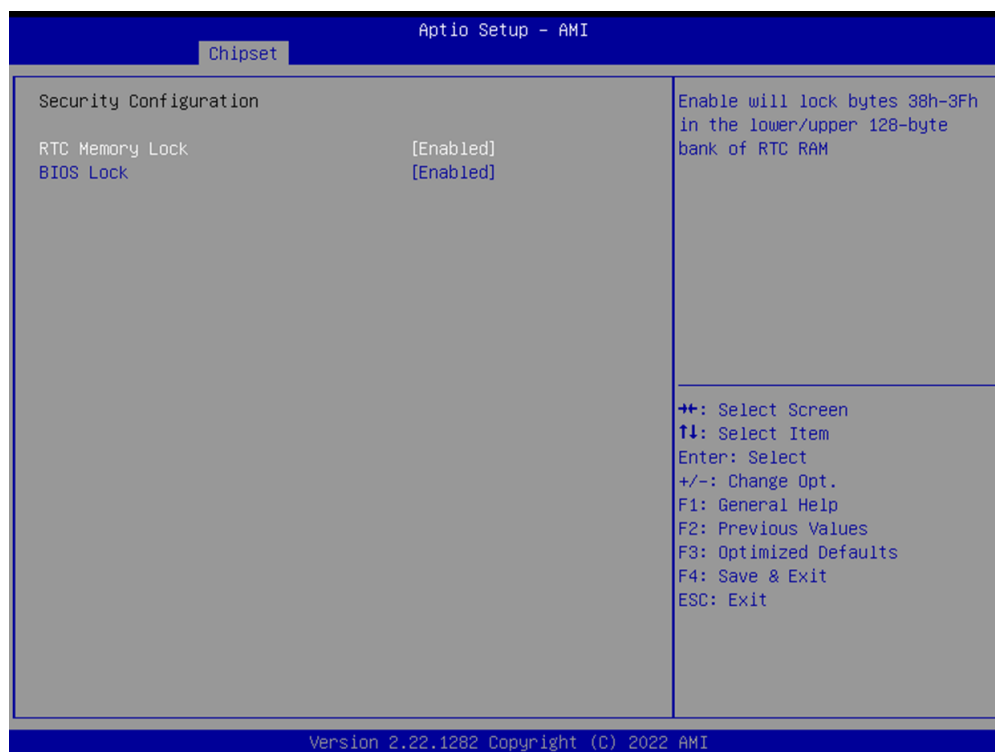 Aptio Setup - AMI
Chipset
Security Configuration
RTC Memory Lock [Enabled]
BIOS Lock [Enabled]
Enable will lock bytes 38h-3Fh
in the lower/upper 128-byte
bank of RTC RAM
→←: Select Screen
↑↓: Select Item
Enter: Select
+/-: Change Opt.
F1: General Help
F2: Previous Values
F3: Optimized Defaults
F4: Save & Exit
ESC: Exit
Version 2.22.1282 Copyright (C) 2022 AMI